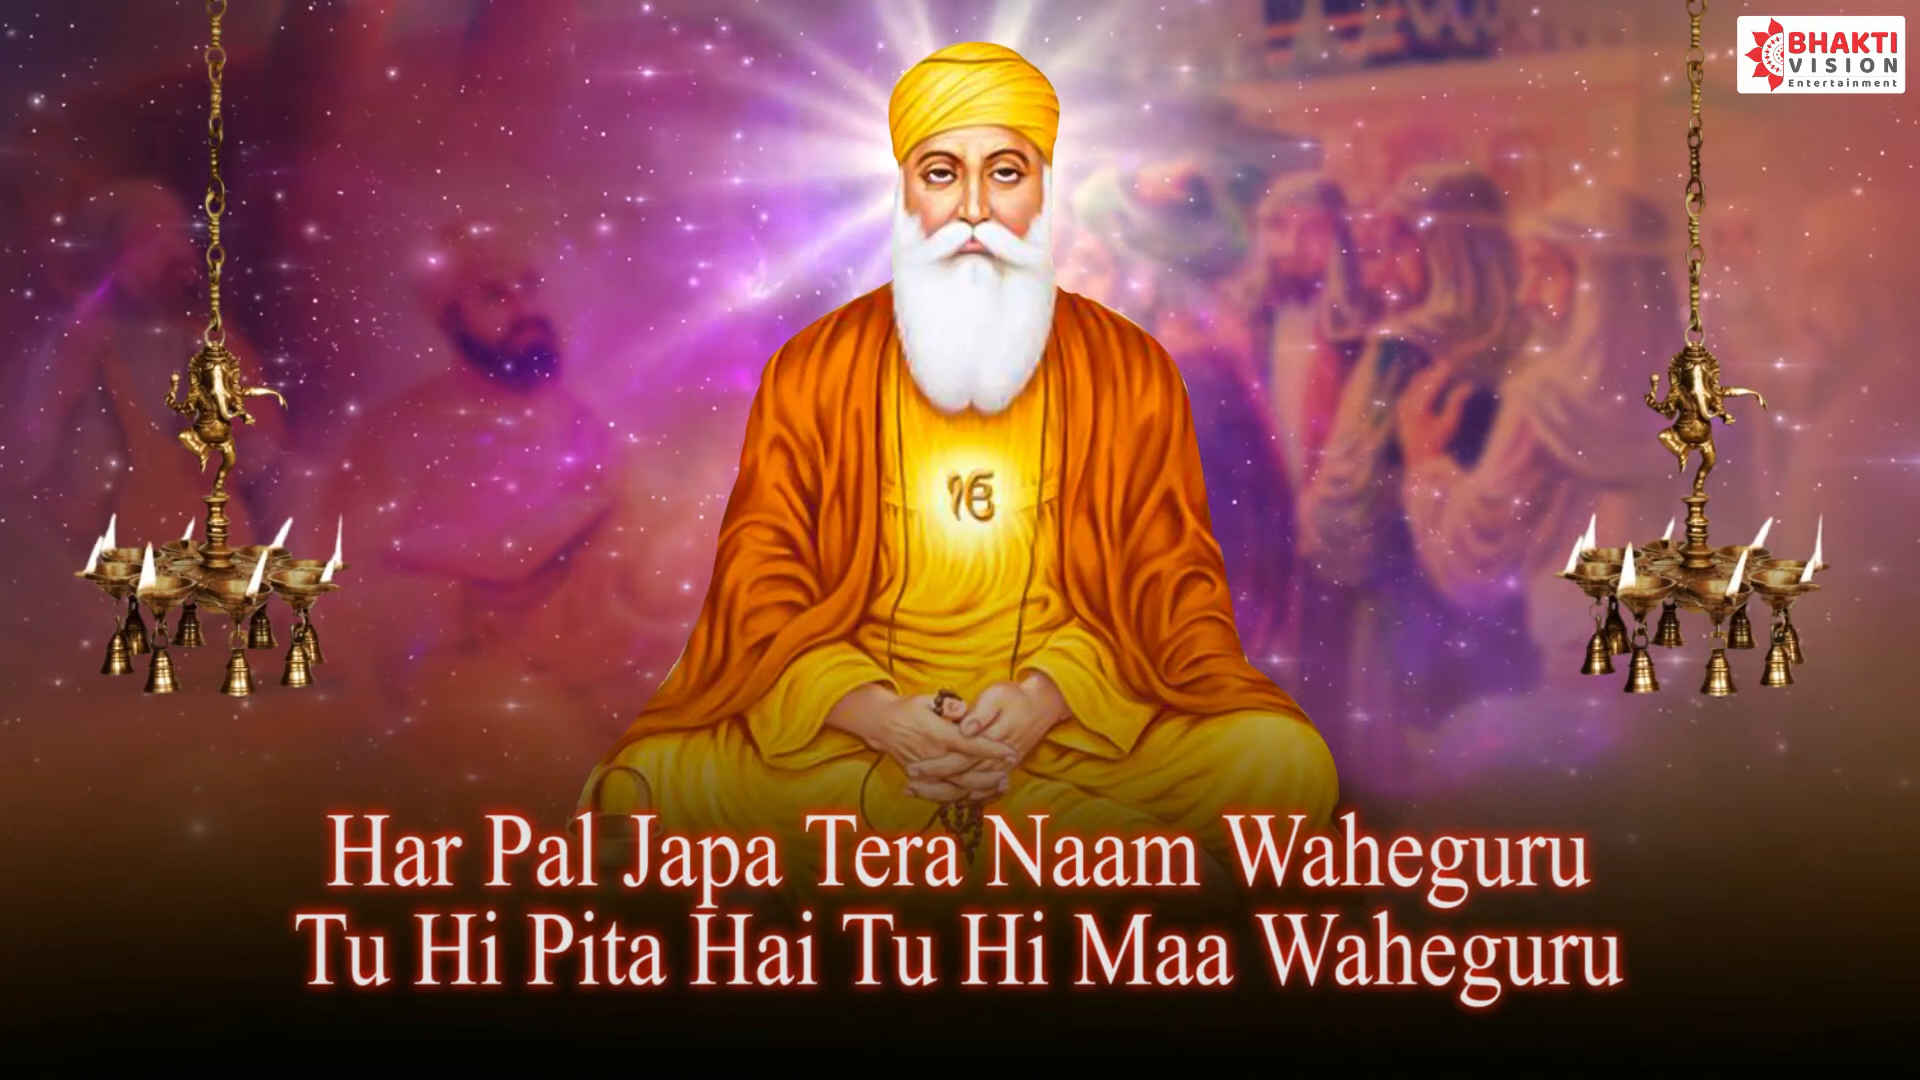 BHAKTI
VISION
Entertainment
ੴ
Har Pal Japa Tera Naam Waheguru
Tu Hi Pita Hai Tu Hi Maa Waheguru